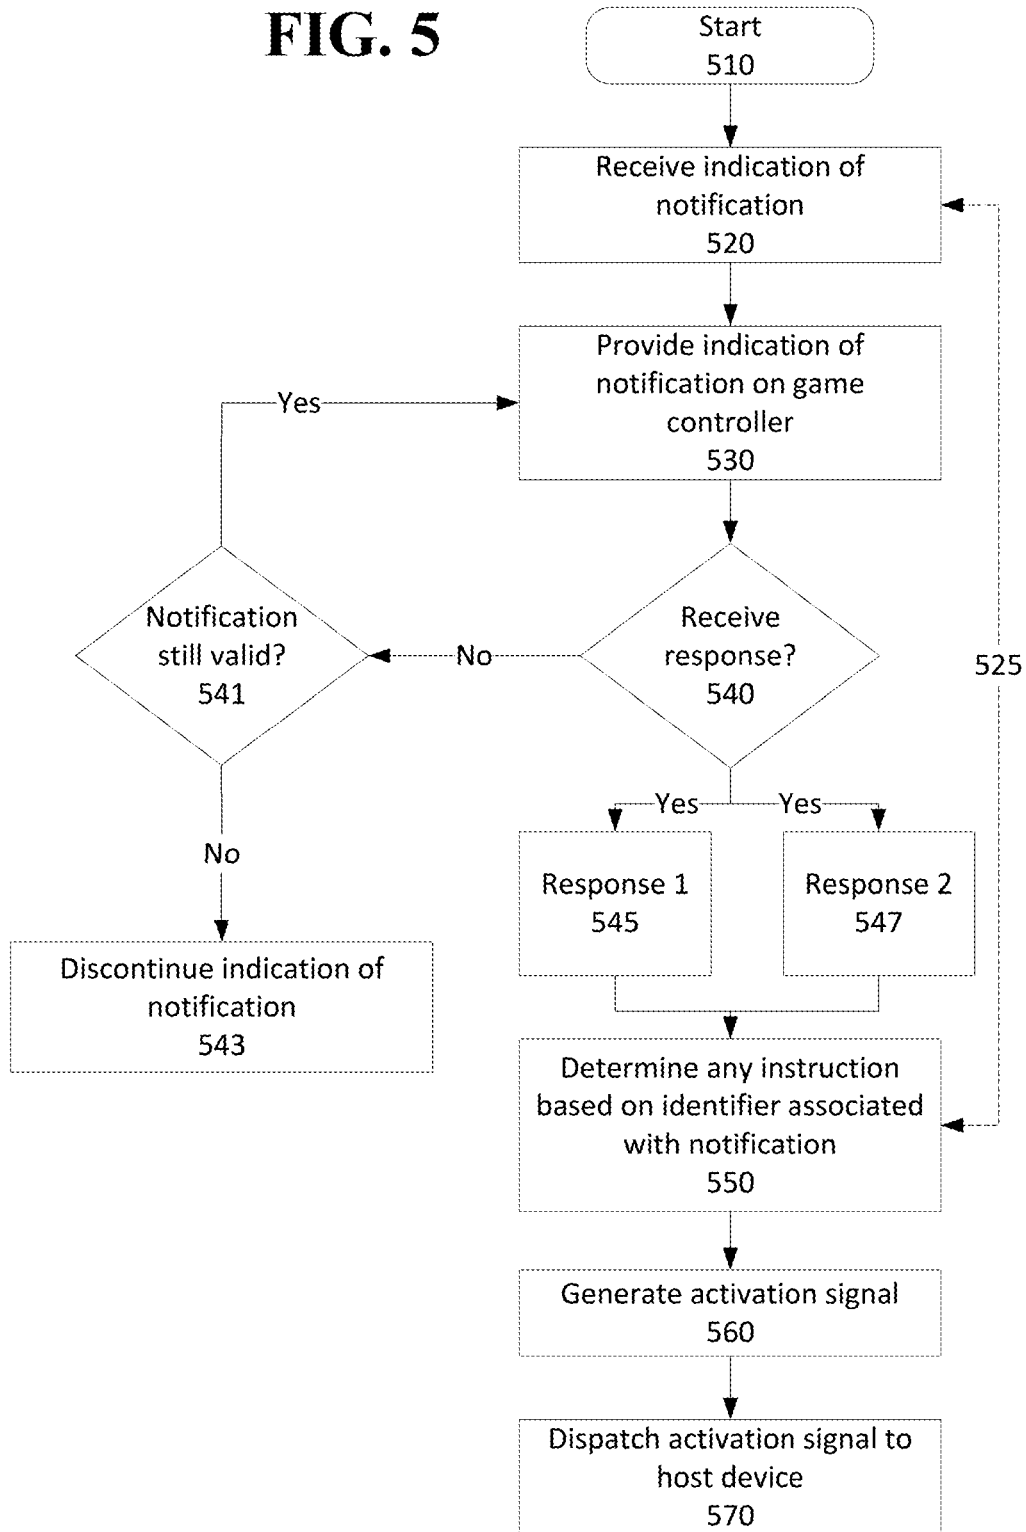 FIG. 5
Start
510
Receive indication of
notification
520
Provide indication of
notification on game
controller
530
Yes
Notification
still valid?
541
No
Receive
response?
540
525
Yes
Yes
No
Response 1
545
Response 2
547
Discontinue indication of
notification
543
Determine any instruction
based on identifier associated
with notification
550
Generate activation signal
560
Dispatch activation signal to
host device
570